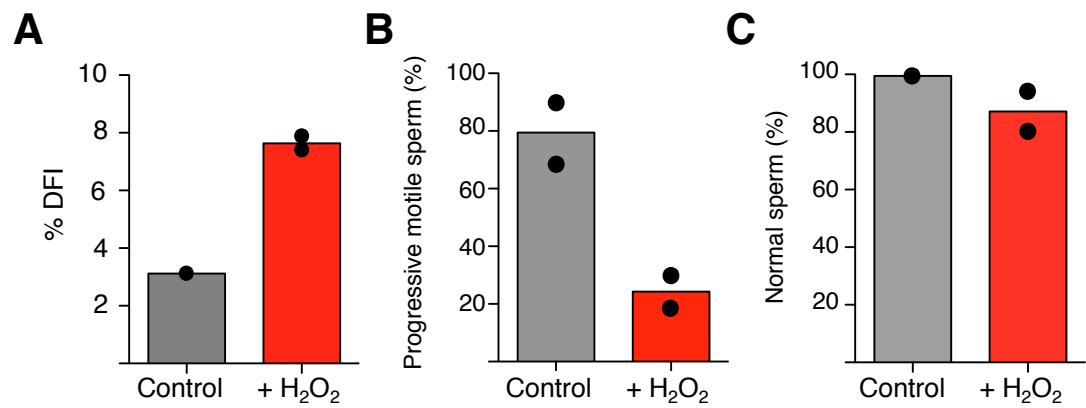 A
% DFI
10
8
6
4
2
Control
+ H₂O₂
B
Progressive motile sperm (%)
100
80
60
40
20
Control
+ H₂O₂
C
Normal sperm (%)
100
80
60
40
20
Control
+ H₂O₂